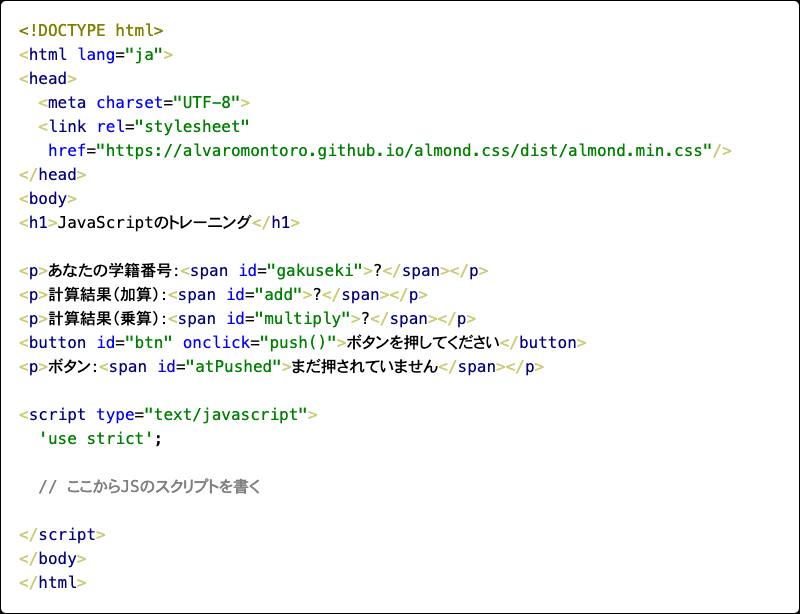 <!DOCTYPE html>
<html lang="ja">
<head>
  <meta charset="UTF-8">
  <link rel="stylesheet"
   href="https://alvaromontoro.github.io/almond.css/dist/almond.min.css"/>
</head>
<body>
<h1>JavaScriptのトレーニング</h1>

<p>あなたの学籍番号:<span id="gakuseki">?</span></p>
<p>計算結果(加算):<span id="add">?</span></p>
<p>計算結果(乗算):<span id="multiply">?</span></p>
<button id="btn" onclick="push()">ボタンを押してください</button>
<p>ボタン:<span id="atPushed">まだ押されていません</span></p>

<script type="text/javascript">
  'use strict';

  // ここからJSのスクリプトを書く

</script>
</body>
</html>